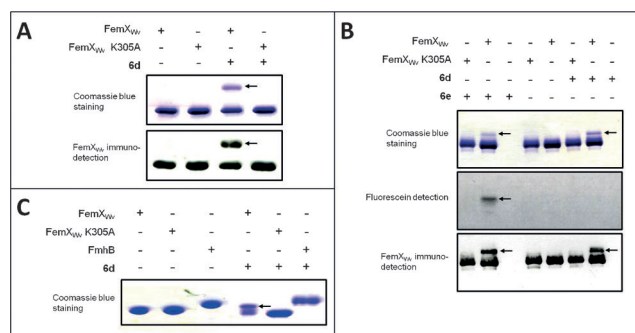 A
FemX_Wv + - + -
FemX_Wv K305A - + - +
6d - - + +
Coomassie blue
staining
FemX_Wv immuno-
detection
B
FemX_Wv - + - - + - + -
FemX_Wv K305A + - - + - + - -
6d - - - - - + + +
6e + + + - - - - -
Coomassie blue
staining
Fluorescein detection
FemX_Wv immuno-
detection
C
FemX_Wv + - - + - -
FemX_Wv K305A - + - - + -
FmhB - - + - - +
6d - - - + + +
Coomassie blue
staining